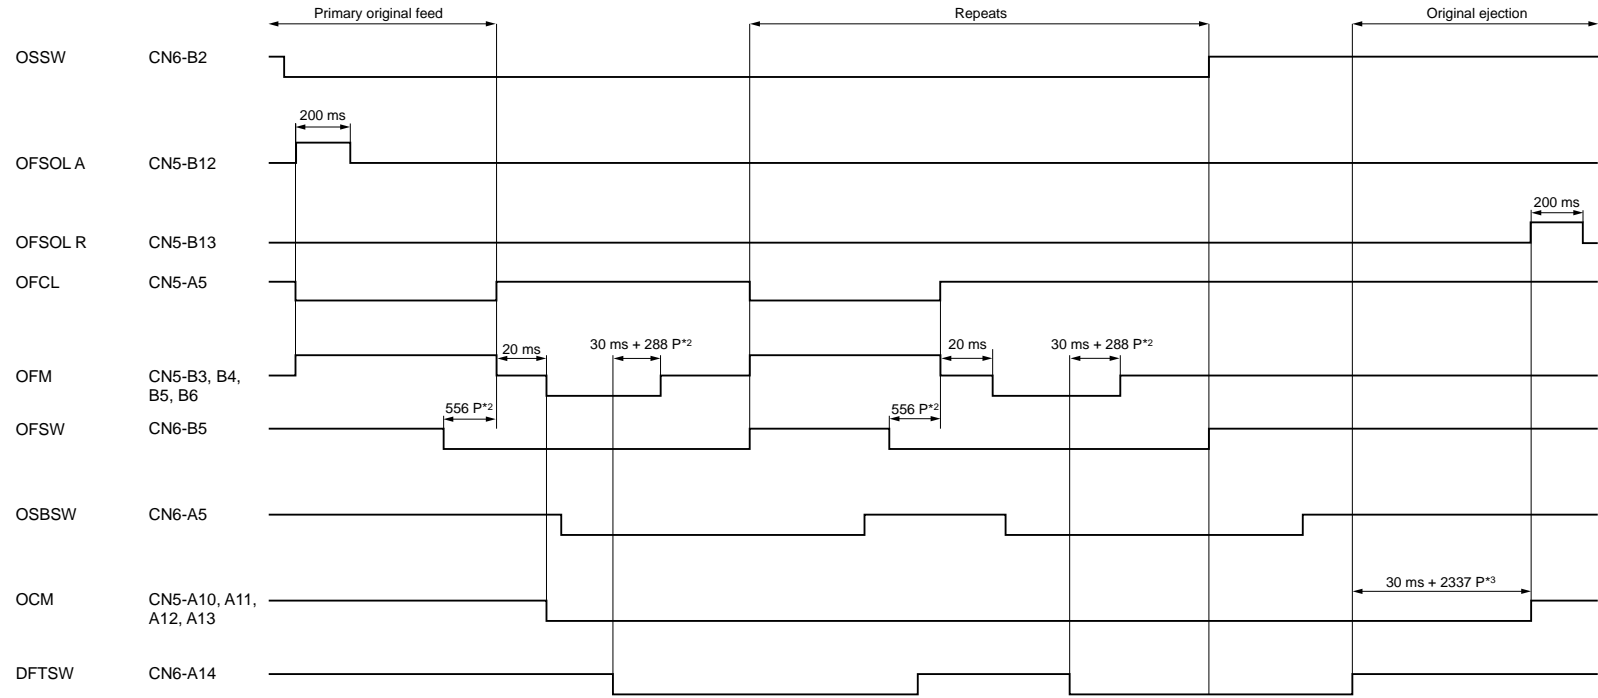 Primary original feed
Repeats
Original ejection
OSSW CN6-B2
200 ms
OFSOL A CN5-B12
200 ms
OFSOL R CN5-B13
OFCL CN5-A5
20 ms
30 ms + 288 P*2
20 ms
30 ms + 288 P*2
OFM CN5-B3, B4,
B5, B6
556 P*2
556 P*2
OFSW CN6-B5
OSBSW CN6-A5
30 ms + 2337 P*3
OCM CN5-A10, A11,
A12, A13
DFTSW CN6-A14